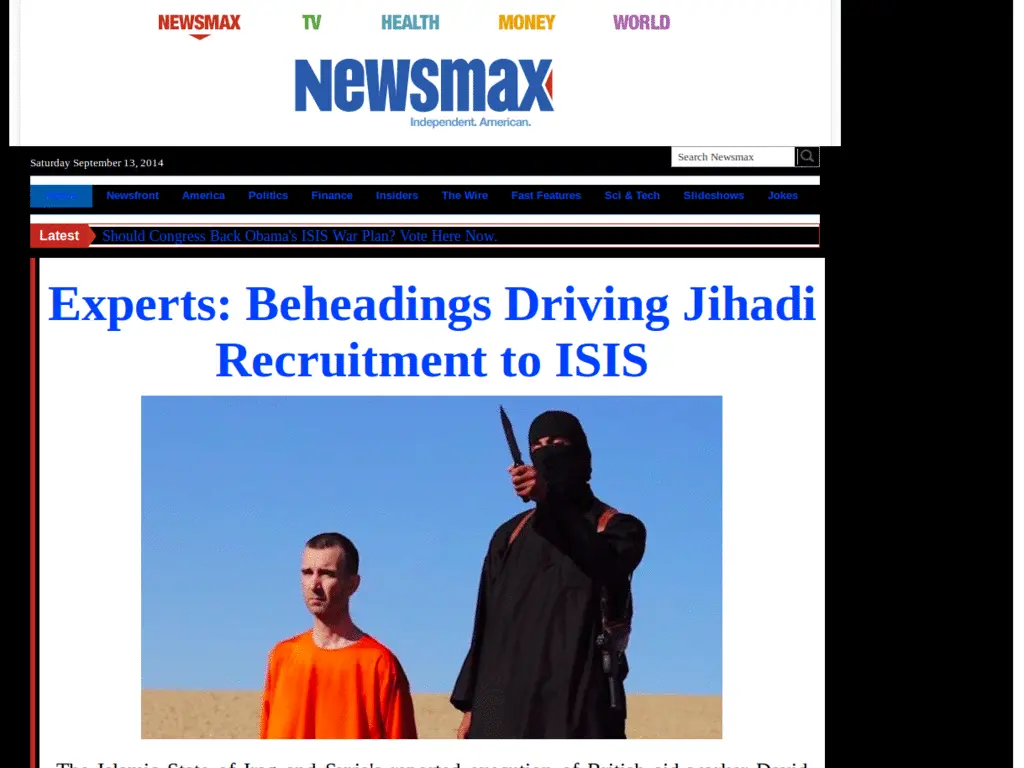 NEWSMAX TV HEALTH MONEY WORLD
Newsmax
Independent. American.
Saturday September 13, 2014
Search Newsmax
Newsfront America Politics Finance Insiders The Wire Fast Features Sci & Tech Slideshows Jokes
Latest Should Congress Back Obama's ISIS War Plan? Vote Here Now.
Experts: Beheadings Driving Jihadi
Recruitment to ISIS
The Islamic State of Iraq and Syria's reported execution of British aid worker David